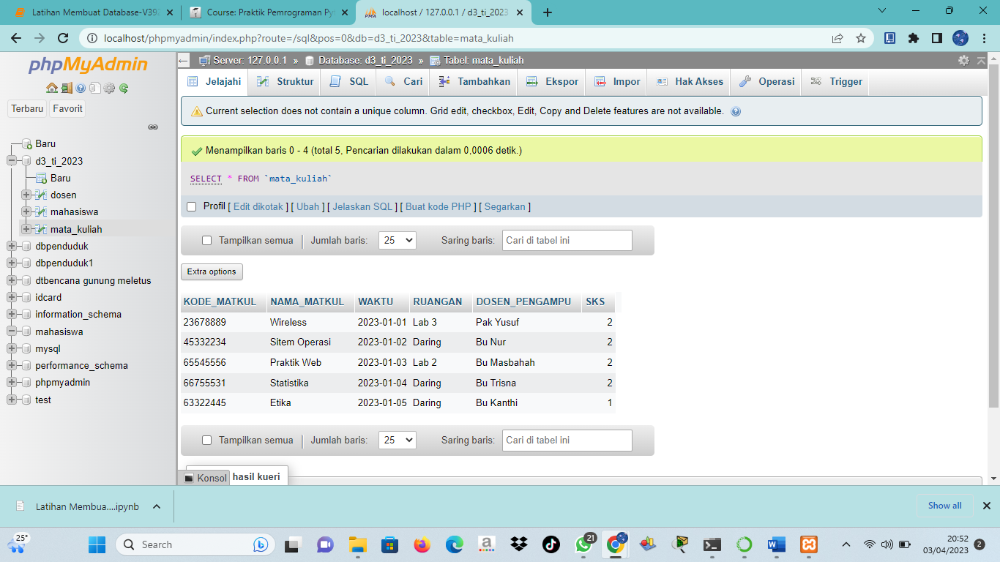 Latihan Membuat Database-V392
Course: Praktik Pemrograman Pyt
localhost / 127.0.0.1 / d3_ti_2023
localhost/phpmyadmin/index.php?route=/sql&pos=0&db=d3_ti_2023&table=mata_kuliah
phpMyAdmin
Terbaru Favorit
Baru
d3_ti_2023
Baru
dosen
mahasiswa
mata_kuliah
dbpenduduk
dbpenduduk1
dtbencana gunung meletus
idcard
information_schema
mahasiswa
mysql
performance_schema
phpmyadmin
test
Server: 127.0.0.1 » Database: d3_ti_2023 » Tabel: mata_kuliah
Jelajahi Struktur SQL Cari Tambahkan Ekspor Impor Hak Akses Operasi Trigger
Current selection does not contain a unique column. Grid edit, checkbox, Edit, Copy and Delete features are not available.
Menampilkan baris 0 - 4 (total 5, Pencarian dilakukan dalam 0,0006 detik.)
SELECT * FROM `mata_kuliah`
Profil [ Edit dikotak ] [ Ubah ] [ Jelaskan SQL ] [ Buat kode PHP ] [ Segarkan ]
Tampilkan semua | Jumlah baris: 25 Saring baris: Cari di tabel ini
Extra options
KODE_MATKUL NAMA_MATKUL WAKTU RUANGAN DOSEN_PENGAMPU SKS
23678889 Wireless 2023-01-01 Lab 3 Pak Yusuf 2
45332234 Sitem Operasi 2023-01-02 Daring Bu Nur 2
65545556 Praktik Web 2023-01-03 Lab 2 Bu Masbahah 2
66755531 Statistika 2023-01-04 Daring Bu Trisna 2
63322445 Etika 2023-01-05 Daring Bu Kanthi 1
Tampilkan semua | Jumlah baris: 25 Saring baris: Cari di tabel ini
Konsol hasil kueri
Latihan Membua....ipynb
Show all
25°
Search
21
20:52
03/04/2023
2